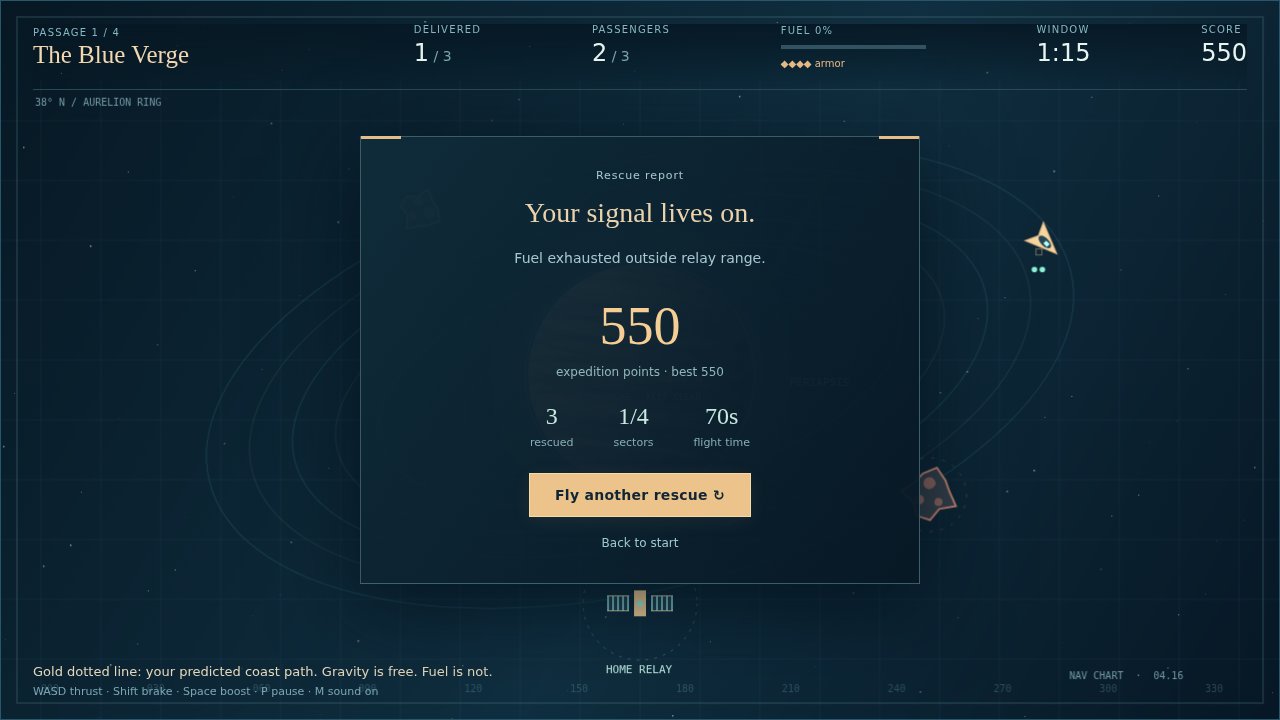 PASSAGE 1 / 4
The Blue Verge
DELIVERED
1 / 3
PASSENGERS
2 / 3
FUEL 0%
◆◆◆◆ armor
WINDOW
1:15
SCORE
550
38° N / AURELION RING
Rescue report
Your signal lives on.
Fuel exhausted outside relay range.
550
expedition points · best 550
PERIAPSIS
3
rescued
1/4
sectors
70s
flight time
Fly another rescue ↻
Back to start
HOME RELAY
Gold dotted line: your predicted coast path. Gravity is free. Fuel is not.
WASD thrust · Shift brake · Space boost · P pause · M sound on
120 150 180 210 240 270 300 330
NAV CHART · 04.16